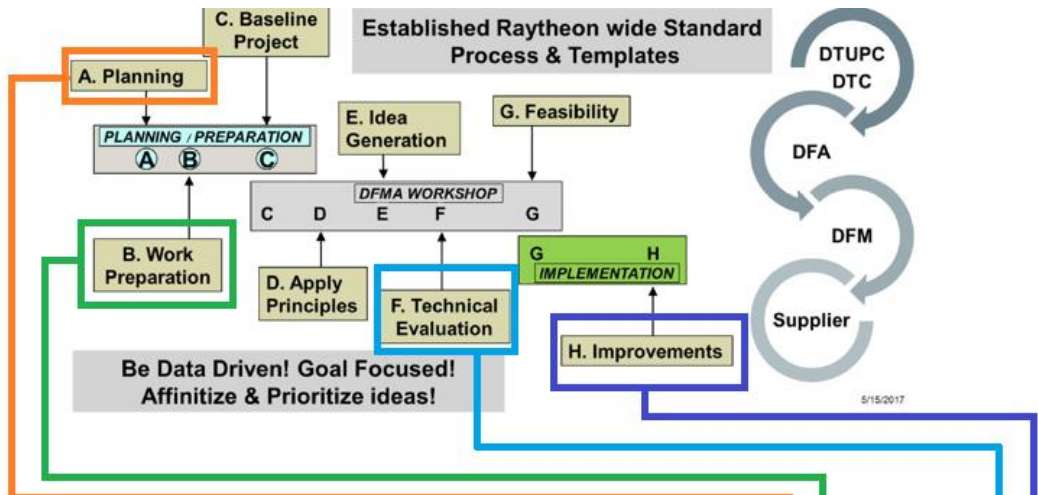 C. Baseline
Project
Established Raytheon wide Standard
Process & Templates
A. Planning
PLANNING / PREPARATION
A B C
E. Idea
Generation
G. Feasibility
DFMA WORKSHOP
C D E F G
B. Work
Preparation
D. Apply
Principles
F. Technical
Evaluation
G H
IMPLEMENTATION
H. Improvements
Be Data Driven! Goal Focused!
Affinitize & Prioritize ideas!
DTUPC
DTC
DFA
DFM
Supplier
5/15/2017